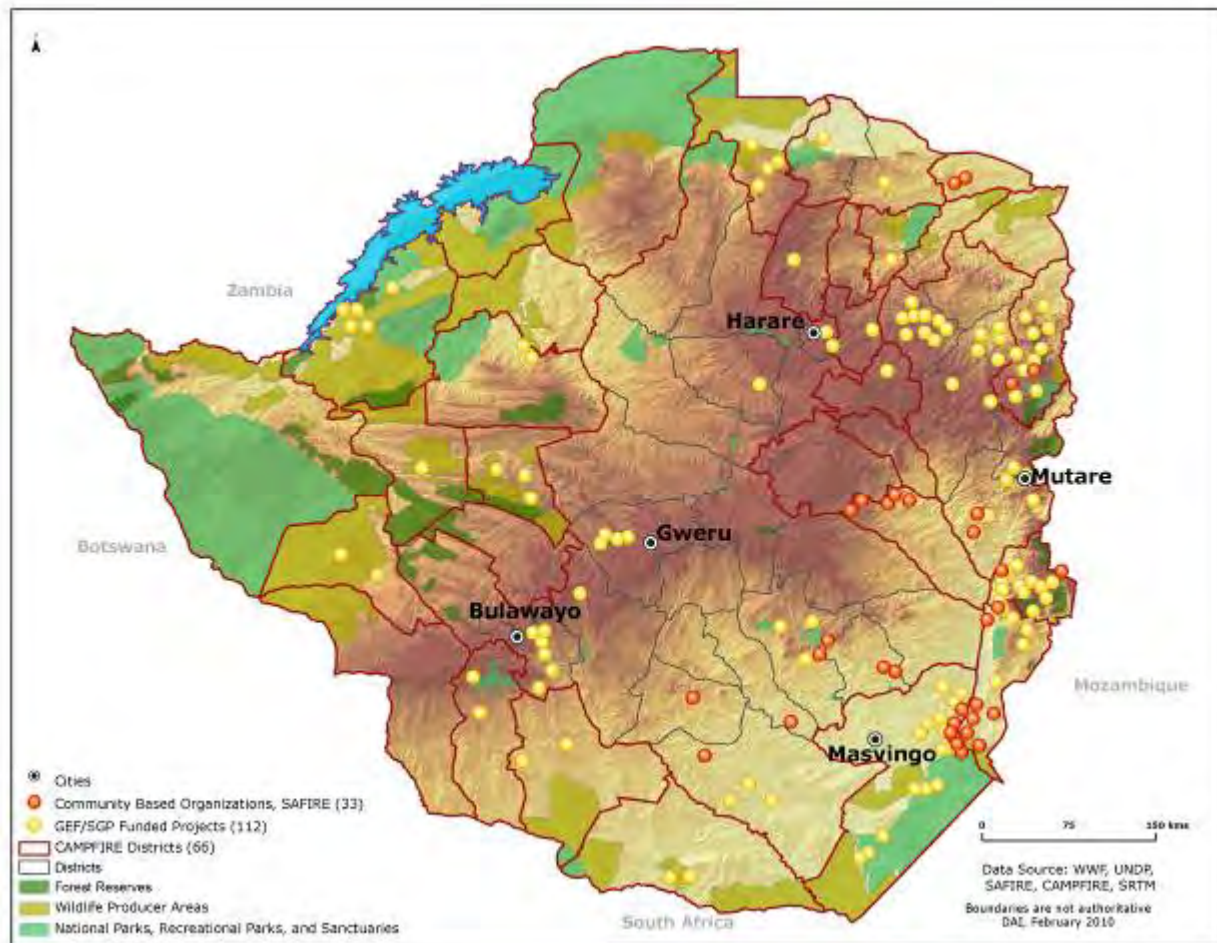 Zambia
Harare
Mutare
Botswana
Gweru
Bulawayo
Mozambique
Masvingo
South Africa
Cities
Community Based Organizations, SAFIRE (33)
GEF/SGP Funded Projects (112)
CAMPFIRE Districts (66)
Districts
Forest Reserves
Wildlife Producer Areas
National Parks, Recreational Parks, and Sanctuaries
0 75 150 kms
Data Source: WWF, UNDP,
SAFIRE, CAMPFIRE, SRTM
Boundaries are not authoritative
DAI, February 2010